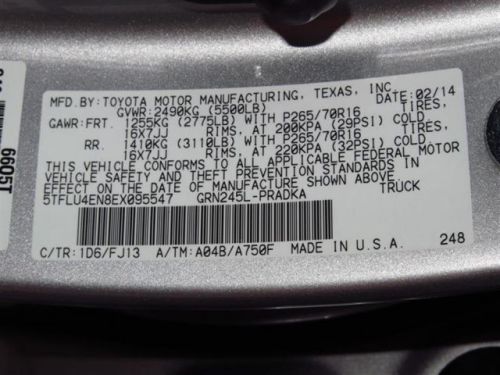 MFD.BY:TOYOTA MOTOR MANUFACTURING, TEXAS, INC. DATE:02/14
GVWR:2490KG (5500LB)
GAWR:FRT. 1255KG (2775LB) WITH P265/70R16 TIRES,
16X7JJ RIMS, AT 200KPA (29PSI) COLD
RR. 1410KG (3110LB) WITH P265/70R16 TIRES,
16X7JJ RIMS, AT 220KPA (32PSI) COLD
THIS VEHICLE CONFORMS TO ALL APPLICABLE FEDERAL MOTOR
VEHICLE SAFETY AND THEFT PREVENTION STANDARDS IN
EFFECT ON THE DATE OF MANUFACTURE SHOWN ABOVE.
5TFLU4EN8EX095547 GRN245L-PRADKA TRUCK
C/TR:1D6/FJ13 A/TM:A04B/A750F MADE IN U.S.A. 248
66Q5T